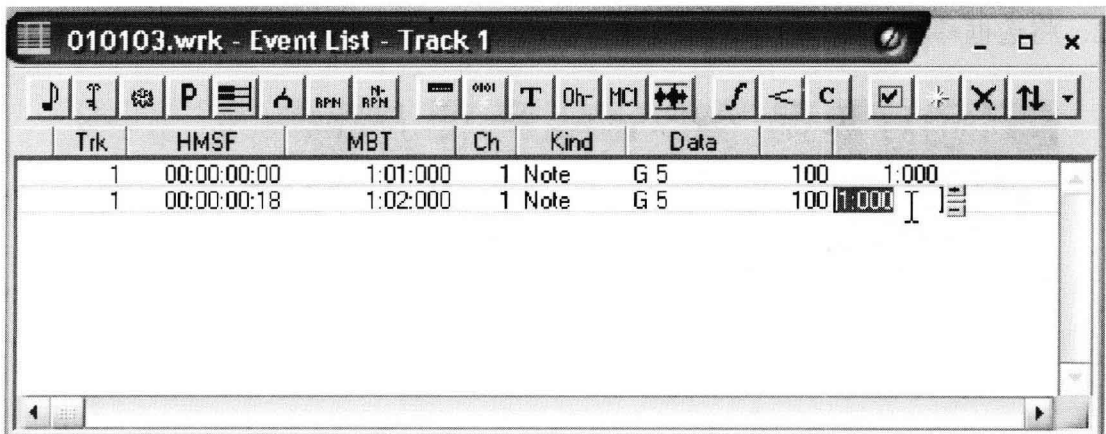 010103.wrk - Event List - Track 1
P RPN N-RPN 0101 T Oh- MCI f < C
Trk HMSF MBT Ch Kind Data
1 00:00:00:00 1:01:000 1 Note G 5 100 1:000
1 00:00:00:18 1:02:000 1 Note G 5 100 1:000